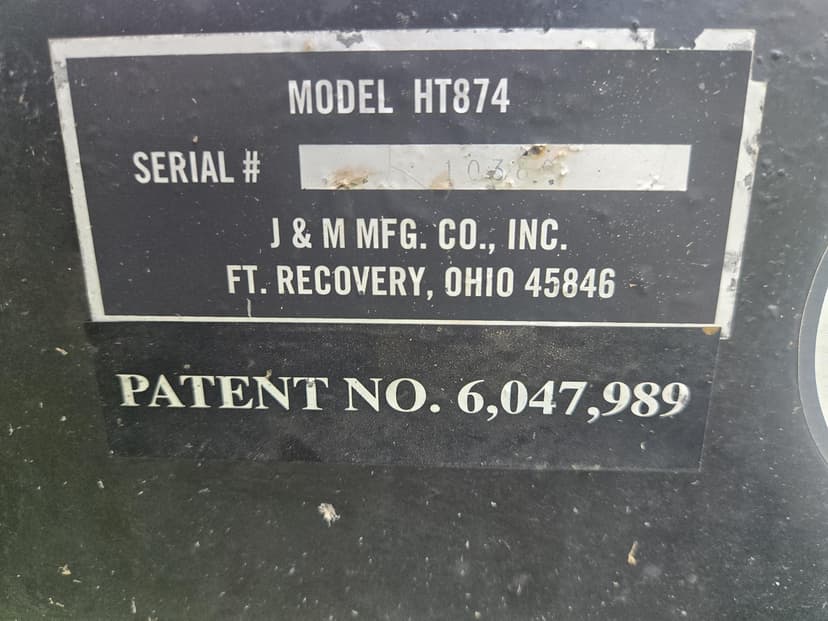 MODEL HT874
SERIAL #
J & M MFG. CO., INC.
FT. RECOVERY, OHIO 45846
PATENT NO. 6,047,989